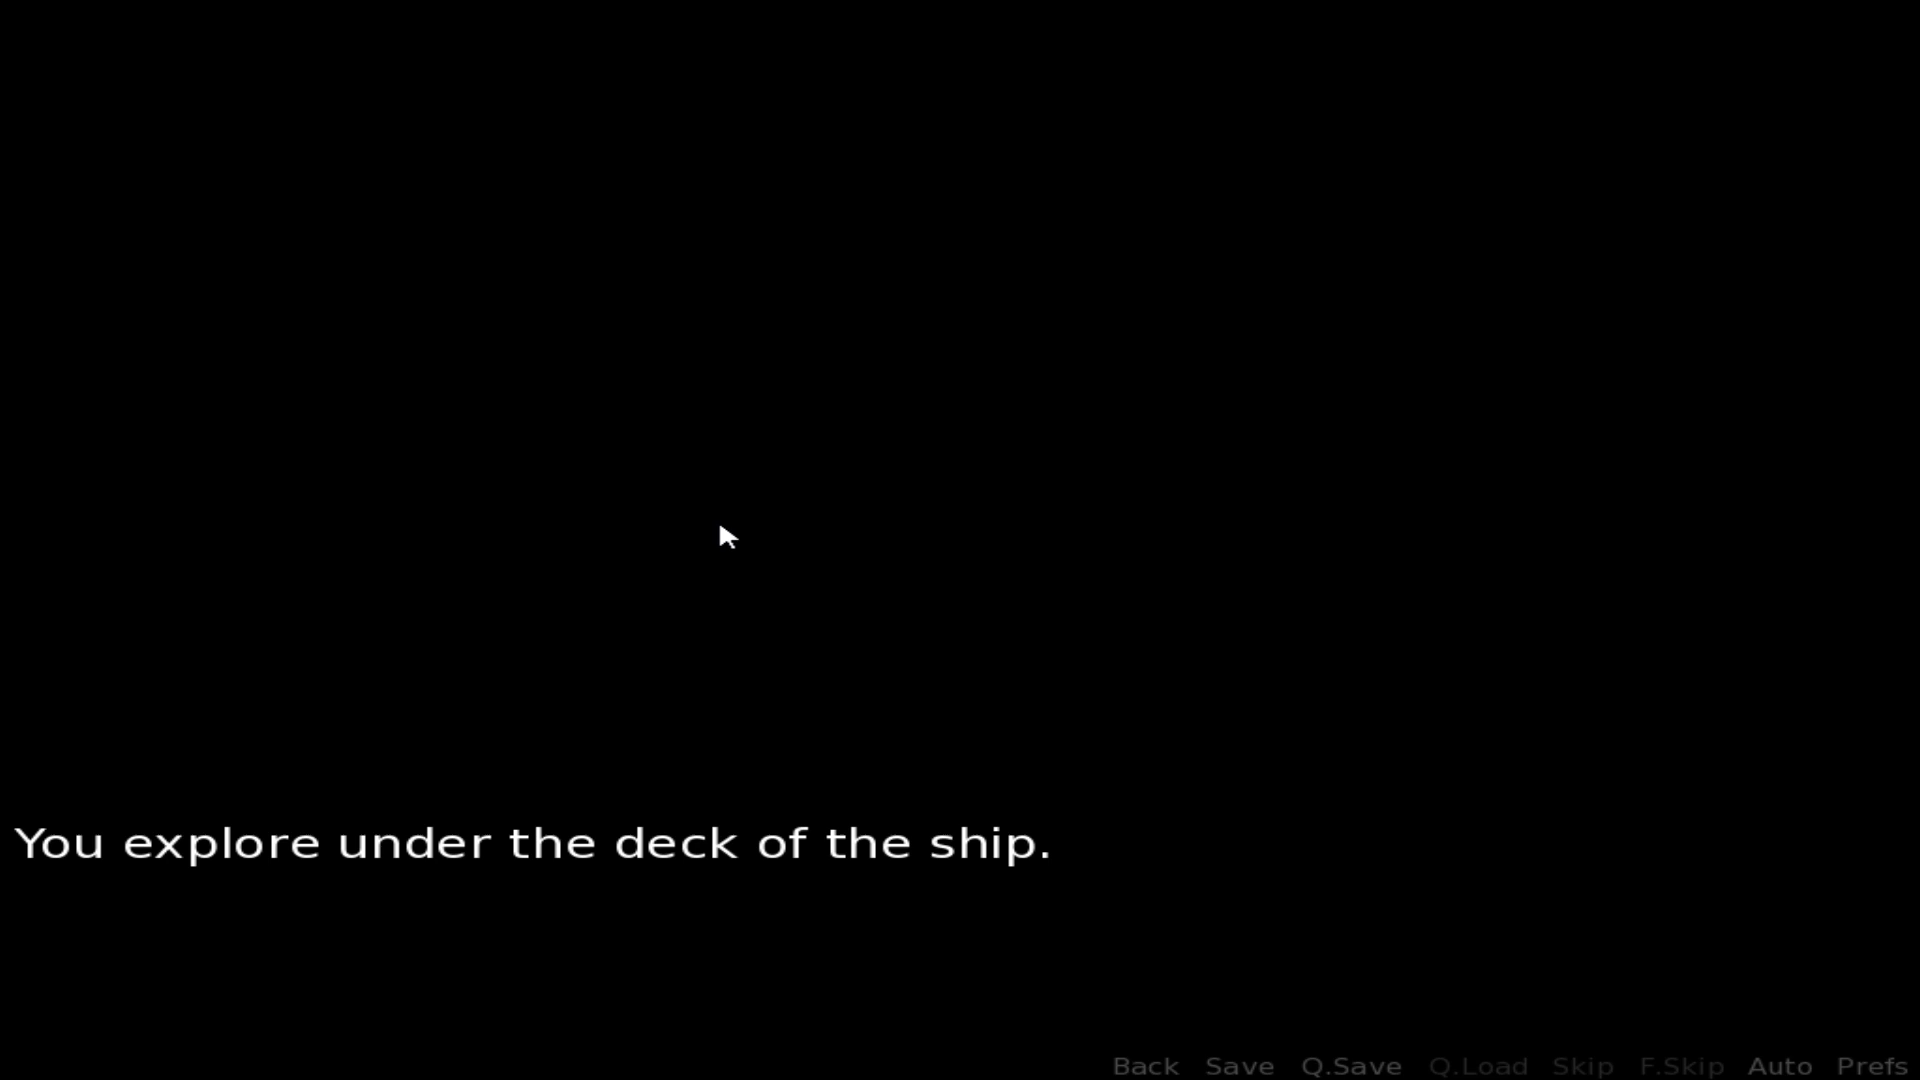 You explore under the deck of the ship.
Back Save Q.Save Q.Load Skip F.Skip Auto Prefs